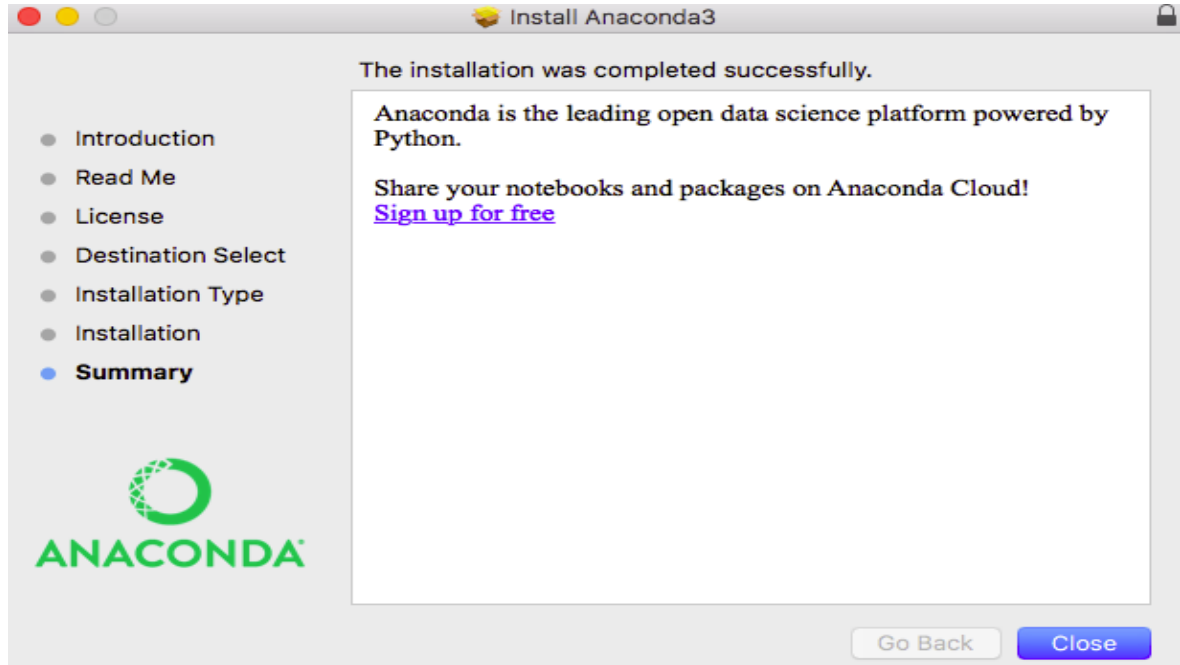 Install Anaconda3
The installation was completed successfully.
Introduction
Read Me
License
Destination Select
Installation Type
Installation
Summary
Anaconda is the leading open data science platform powered by
Python.
Share your notebooks and packages on Anaconda Cloud!
Sign up for free
ANACONDA
Go Back
Close